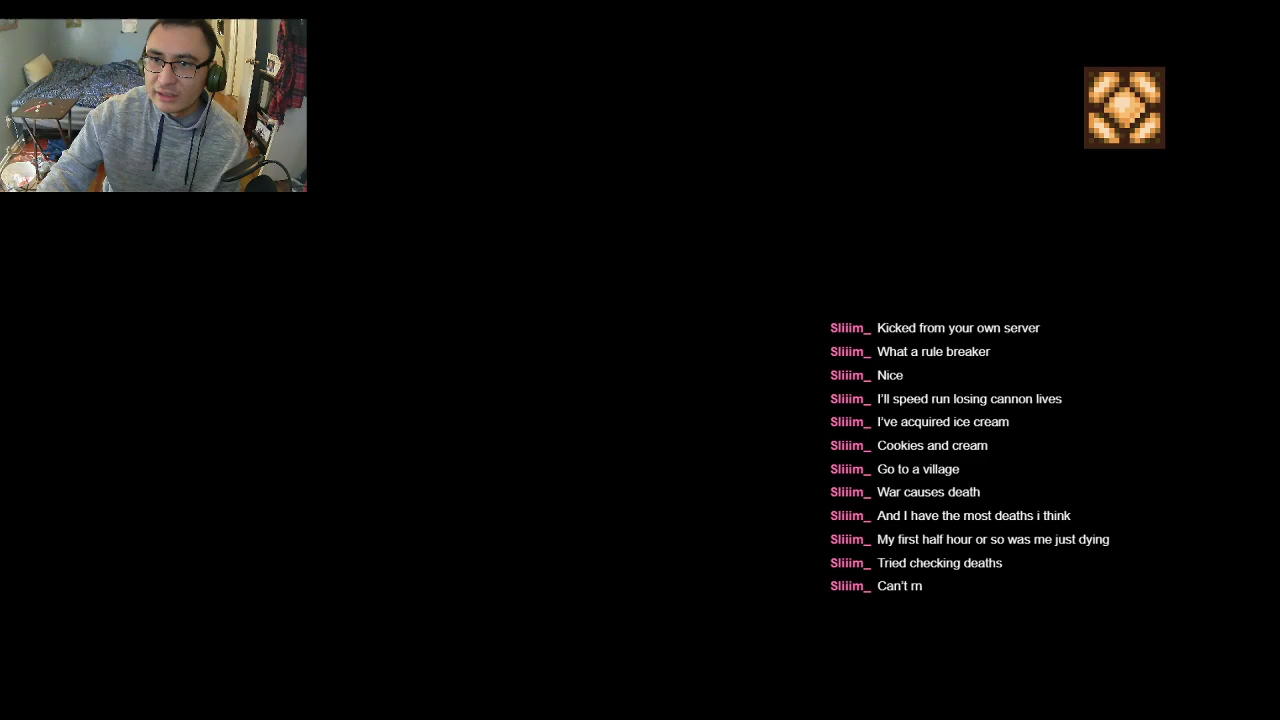 Sliiim_ Kicked from your own server
Sliiim_ What a rule breaker
Sliiim_ Nice
Sliiim_ I'll speed run losing cannon lives
Sliiim_ I've acquired ice cream
Sliiim_ Cookies and cream
Sliiim_ Go to a village
Sliiim_ War causes death
Sliiim_ And I have the most deaths i think
Sliiim_ My first half hour or so was me just dying
Sliiim_ Tried checking deaths
Sliiim_ Can't rn